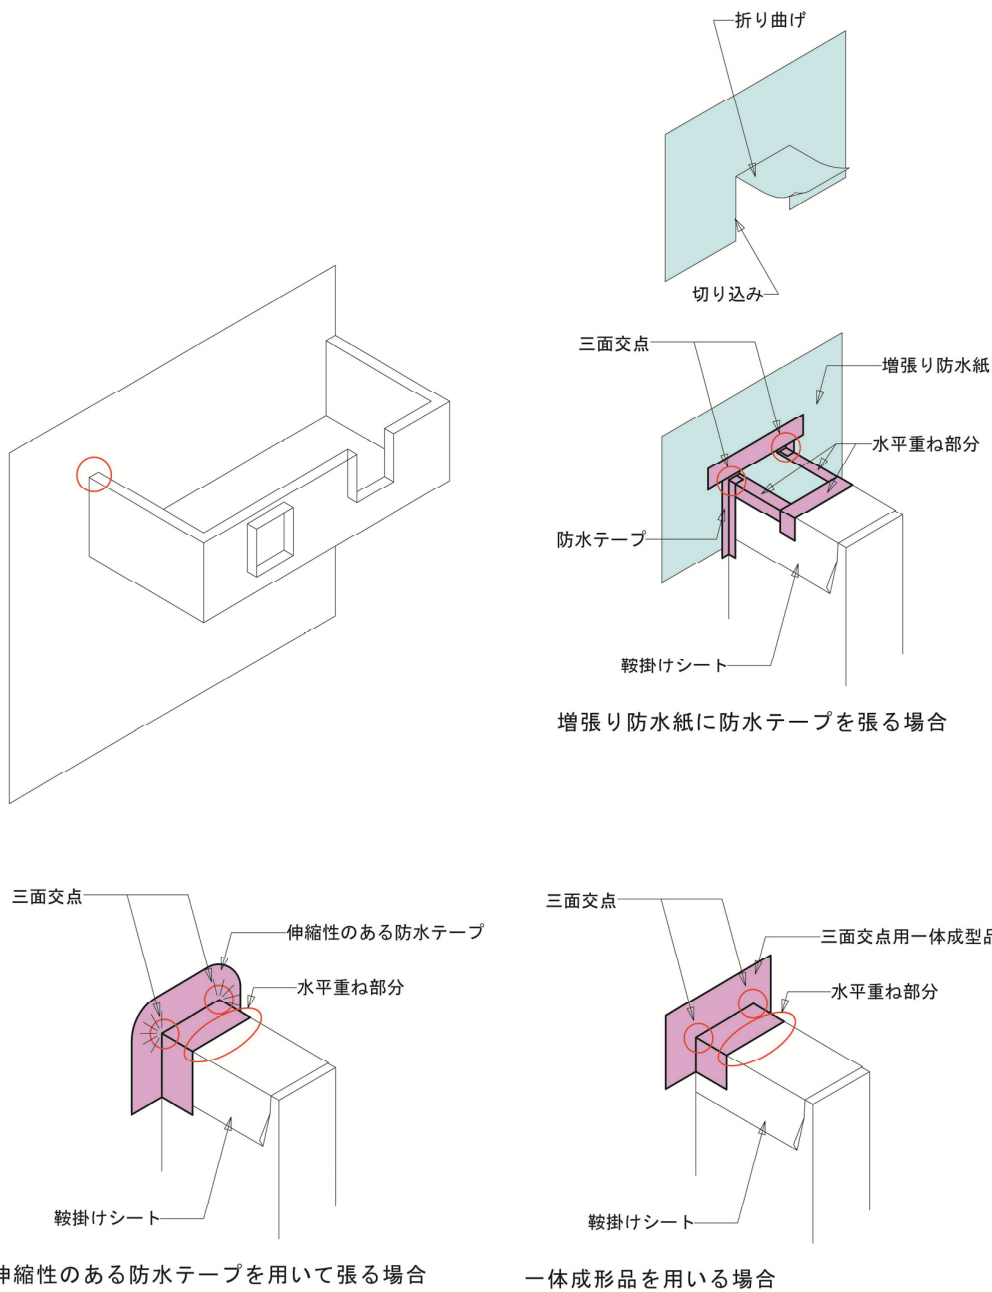 折り曲げ
切り込み
三面交点
増張り防水紙
水平重ね部分
防水テープ
鞍掛けシート
増張り防水紙に防水テープを張る場合
三面交点
伸縮性のある防水テープ
水平重ね部分
鞍掛けシート
伸縮性のある防水テープを用いて張る場合
三面交点
三面交点用一体成型品
水平重ね部分
鞍掛けシート
一体成形品を用いる場合